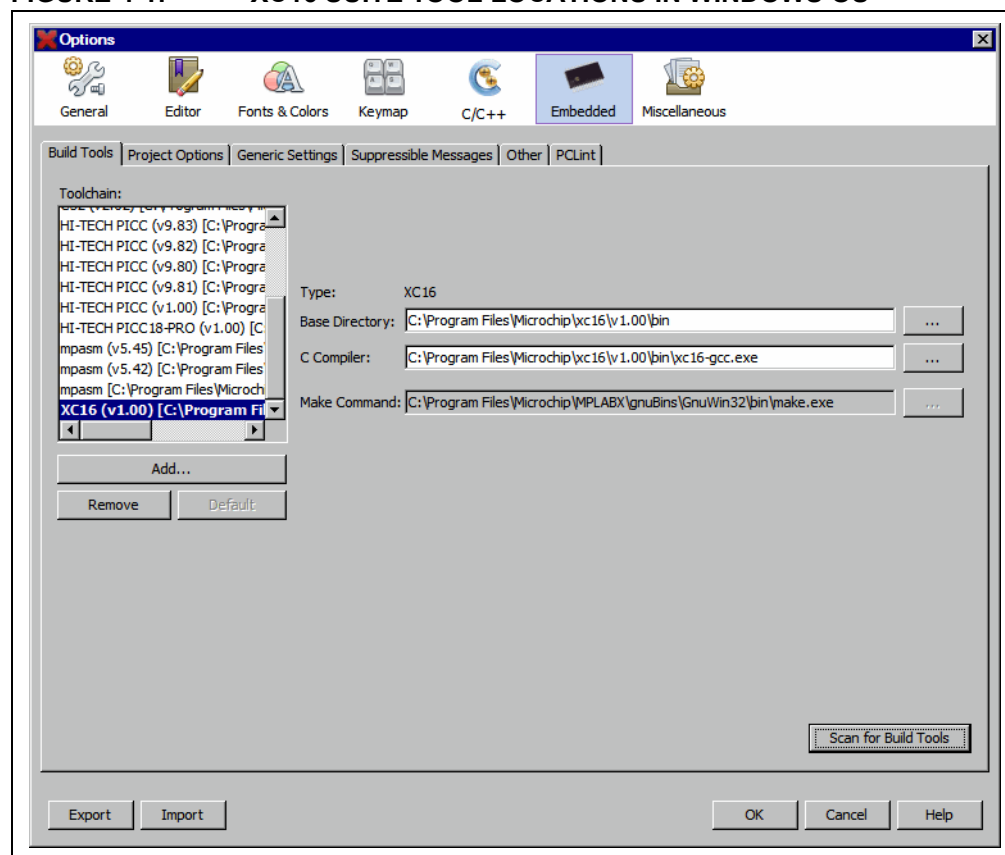 Options
General Editor Fonts & Colors Keymap C/C++ Embedded Miscellaneous
Build Tools Project Options Generic Settings Suppressible Messages Other PCLint
Toolchain:
HI-TECH PICC (v9.83) [C:\Progra
HI-TECH PICC (v9.82) [C:\Progra
HI-TECH PICC (v9.80) [C:\Progra
HI-TECH PICC (v9.81) [C:\Progra
HI-TECH PICC (v1.00) [C:\Progra
HI-TECH PICC18-PRO (v1.00) [C:
mpasm (v5.45) [C:\Program Files
mpasm (v5.42) [C:\Program Files
mpasm [C:\Program Files\Microchi
XC16 (v1.00) [C:\Program Fil
Type: XC16
Base Directory: C:\Program Files\Microchip\xc16\v1.00\bin ...
C Compiler: C:\Program Files\Microchip\xc16\v1.00\bin\xc16-gcc.exe ...
Make Command: C:\Program Files\Microchip\MPLABX\gnuBins\GnuWin32\bin\make.exe ...
Add...
Remove Default
Scan for Build Tools
Export Import OK Cancel Help